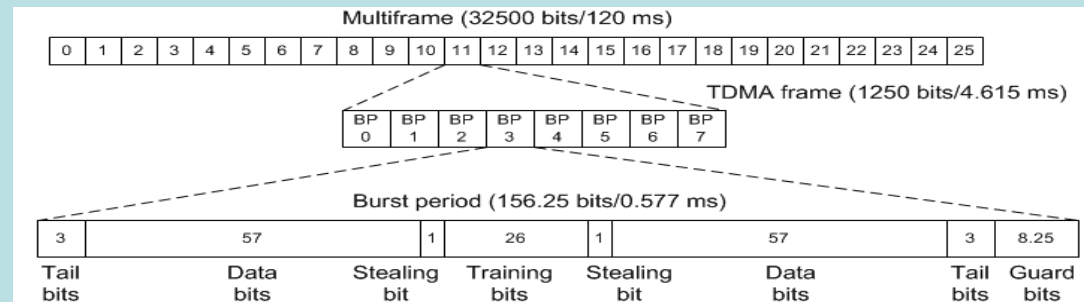 Multiframe (32500 bits/120 ms)
0 1 2 3 4 5 6 7 8 9 10 11 12 13 14 15 16 17 18 19 20 21 22 23 24 25
TDMA frame (1250 bits/4.615 ms)
BP BP BP BP BP BP BP BP
0 1 2 3 4 5 6 7
Burst period (156.25 bits/0.577 ms)
3 57 1 26 1 57 3 8.25
Tail Data Stealing Training Stealing Data Tail Guard
bits bits bit bits bit bits bits bits